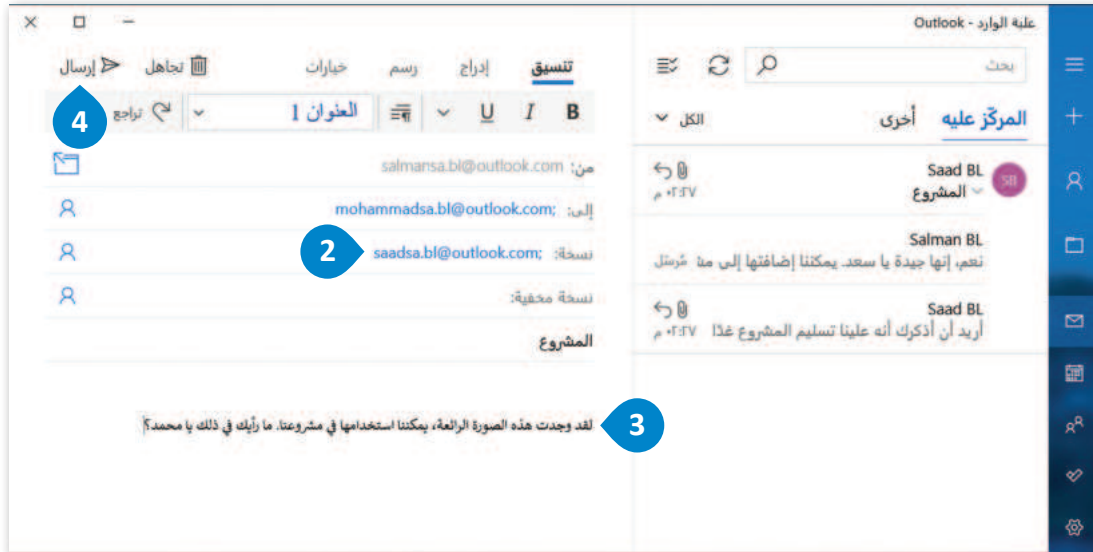 علبة الوارد - Outlook
بحث
المركّز عليه أخرى الكل
SB
Saad BL
المشروع
٠٢:٢٧ م
Salman BL
نعم، إنها جيدة يا سعد. يمكننا إضافتها إلى منا مُرسَل
Saad BL
أريد أن أذكرك أنه علينا تسليم المشروع غدًا ٠٢:٢٧ م
تنسيق إدراج رسم خيارات تجاهل إرسال
4
B I U العنوان 1 تراجع
من: salmansa.bl@outlook.com
إلى: mohammadsa.bl@outlook.com;
نسخة: saadsa.bl@outlook.com;
2
نسخة مخفية:
المشروع
3
لقد وجدت هذه الصورة الرائعة، يمكننا استخدامها في مشروعنا. ما رأيك في ذلك يا محمد؟